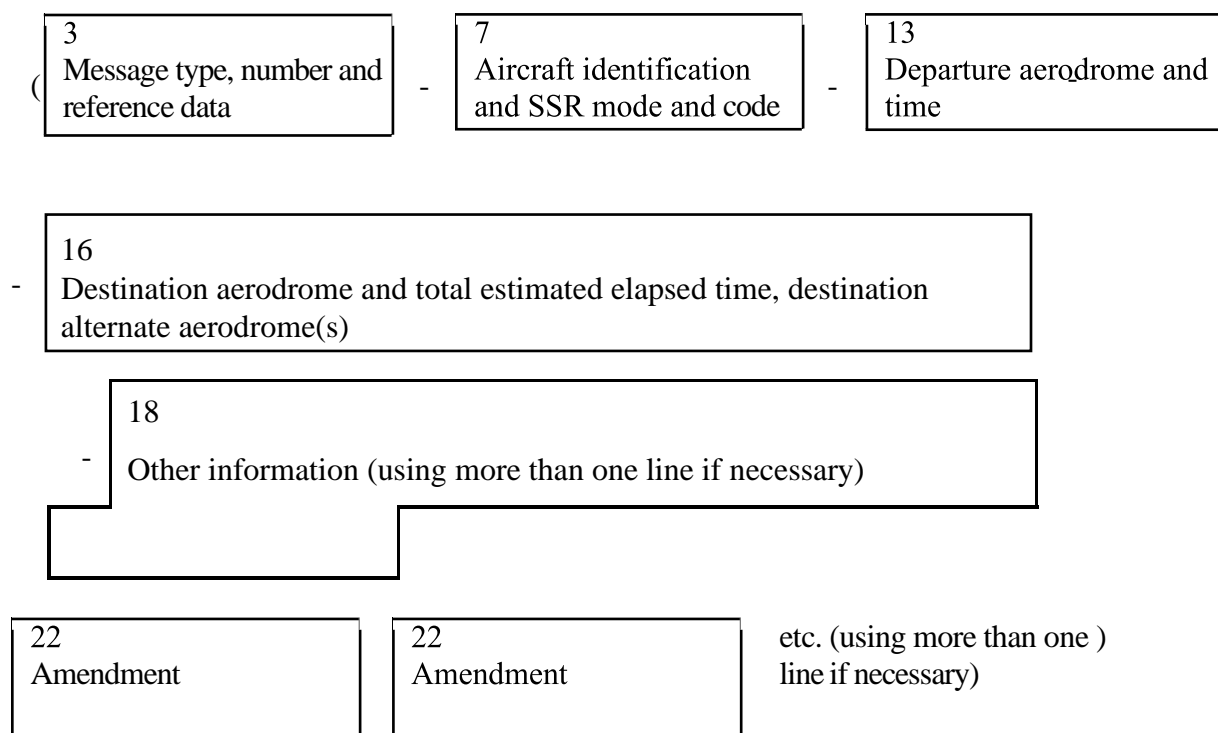 3
Message type, number and
reference data
(
-
7
Aircraft identification
and SSR mode and code
-
13
Departure aerodrome and
time
-
16
Destination aerodrome and total estimated elapsed time, destination
alternate aerodrome(s)
-
18
Other information (using more than one line if necessary)
22
Amendment
22
Amendment
etc. (using more than one )
line if necessary)